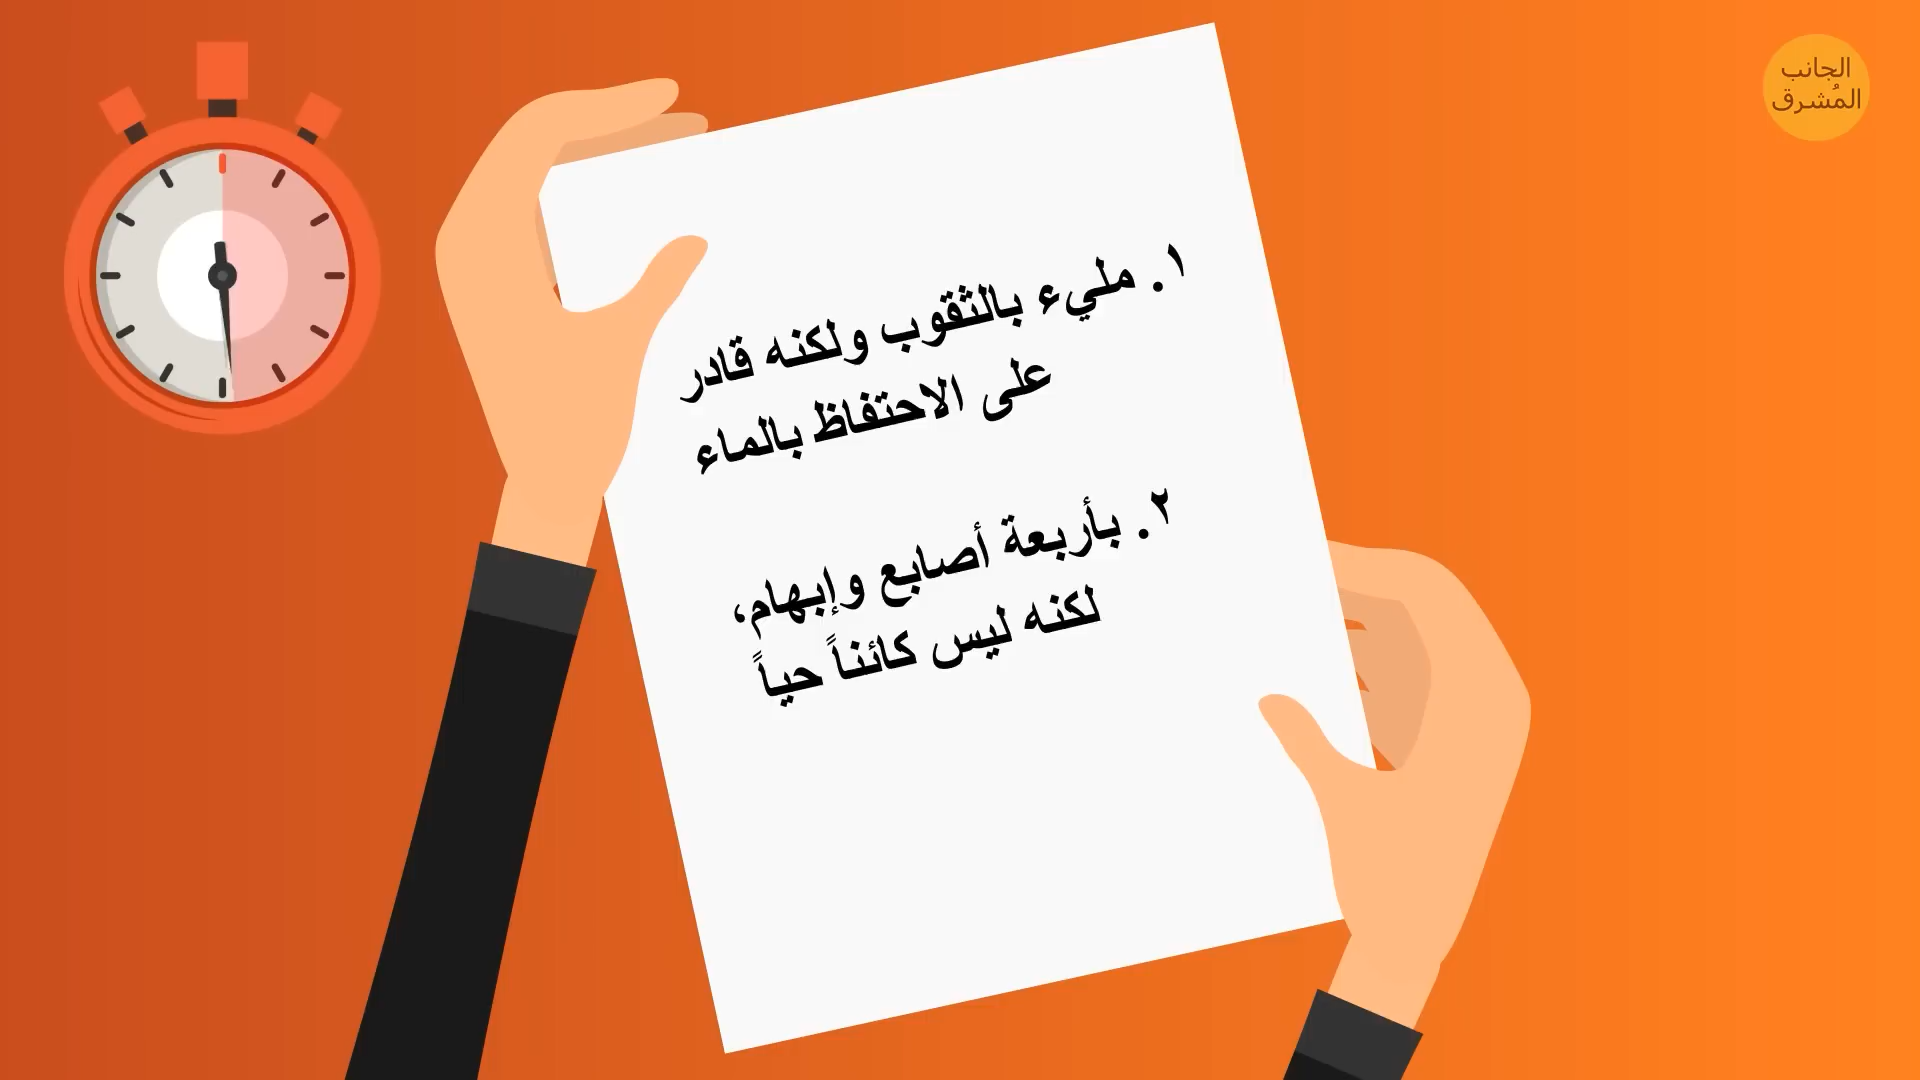 الجانب
المُشرق
١. مليء بالثقوب ولكنه قادر
على الاحتفاظ بالماء
٢. بأربعة أصابع وإبهام،
لكنه ليس كائناً حياً